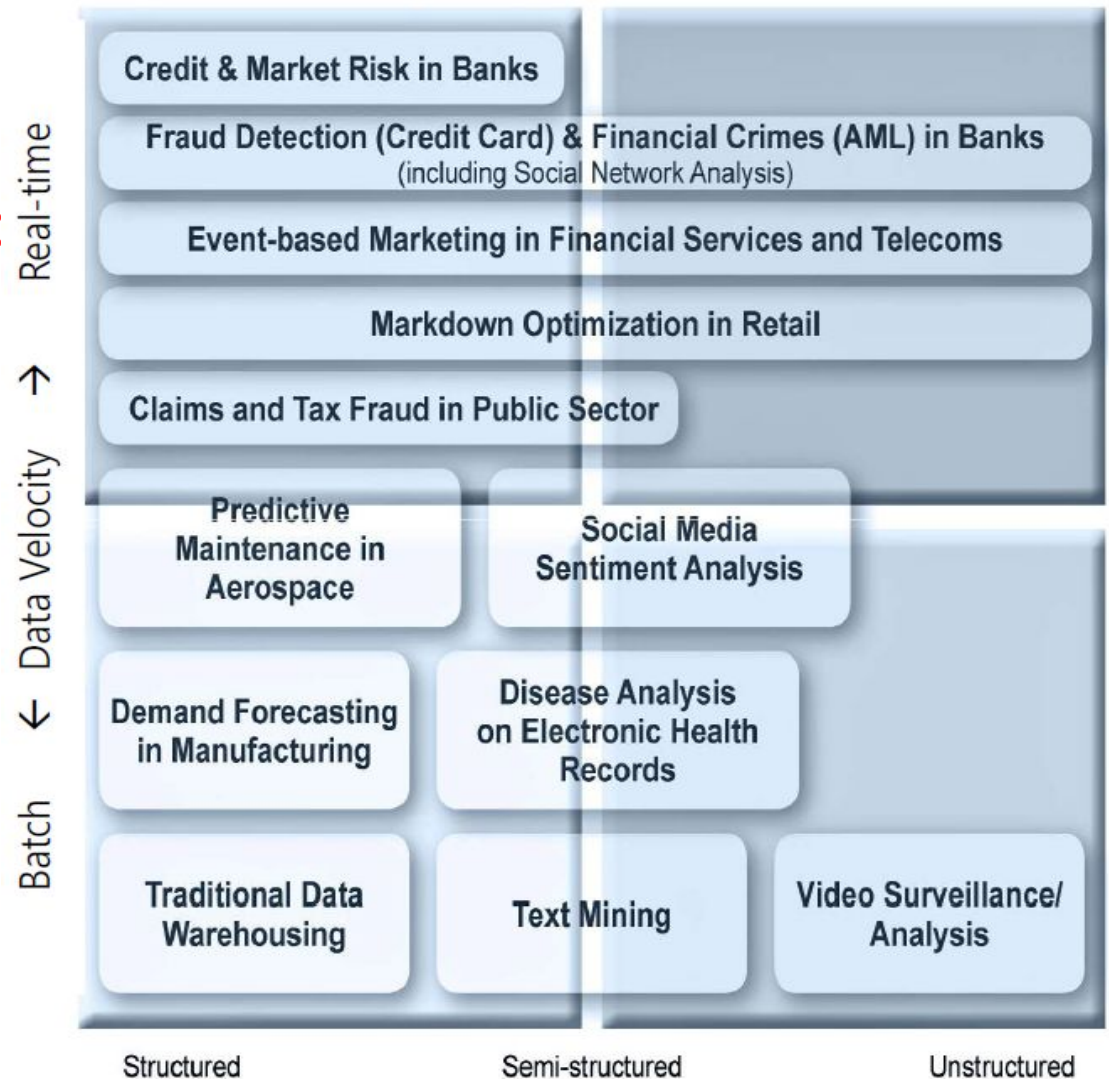 Credit & Market Risk in Banks
Fraud Detection (Credit Card) & Financial Crimes (AML) in Banks
(including Social Network Analysis)
Event-based Marketing in Financial Services and Telecoms
Markdown Optimization in Retail
Claims and Tax Fraud in Public Sector
Predictive
Maintenance in
Aerospace
Social Media
Sentiment Analysis
Demand Forecasting
in Manufacturing
Disease Analysis
on Electronic Health
Records
Traditional Data
Warehousing
Text Mining
Video Surveillance/
Analysis
Batch ← Data Velocity → Real-time
Structured
Semi-structured
Unstructured